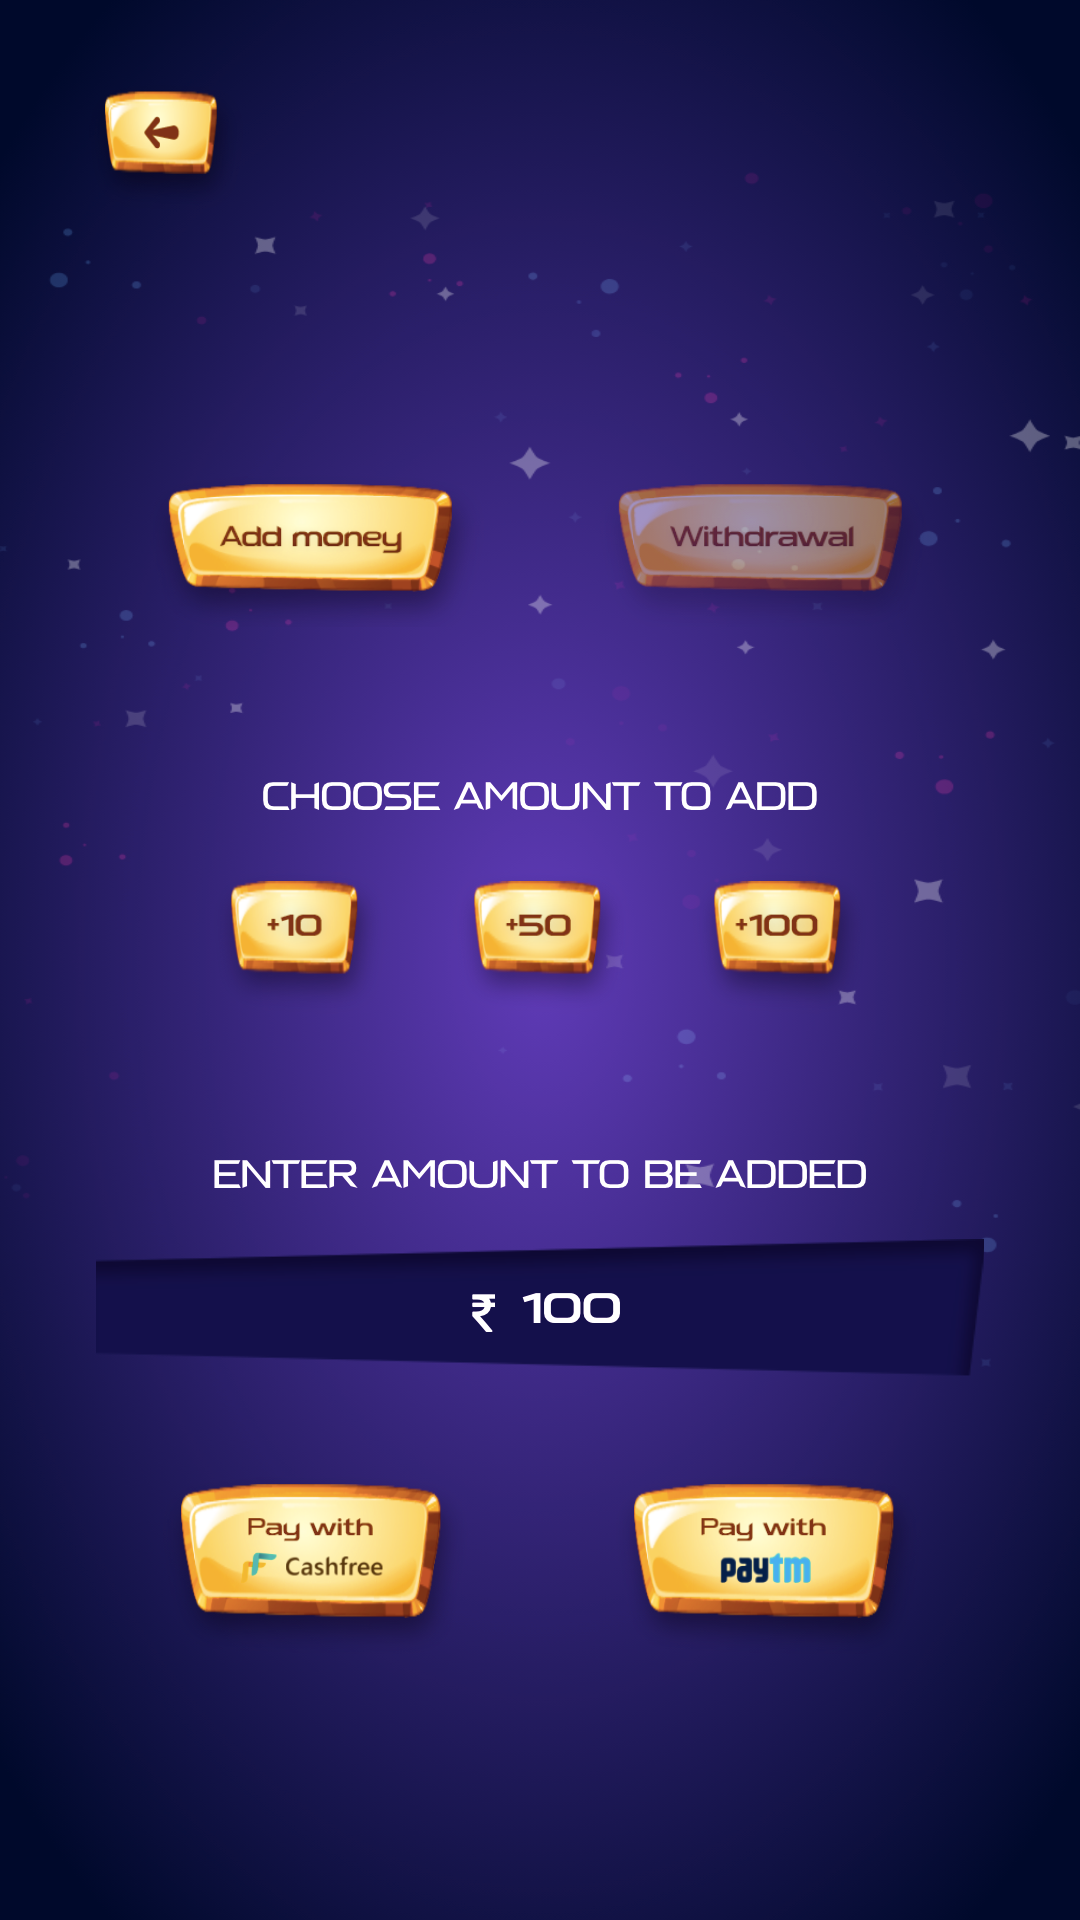 Add money
Withdrawal
CHOOSE AMOUNT TO ADD
+10
+50
+100
ENTER AMOUNT TO BE ADDED
₹ 100
Pay with
Cashfree
Pay with
paytm